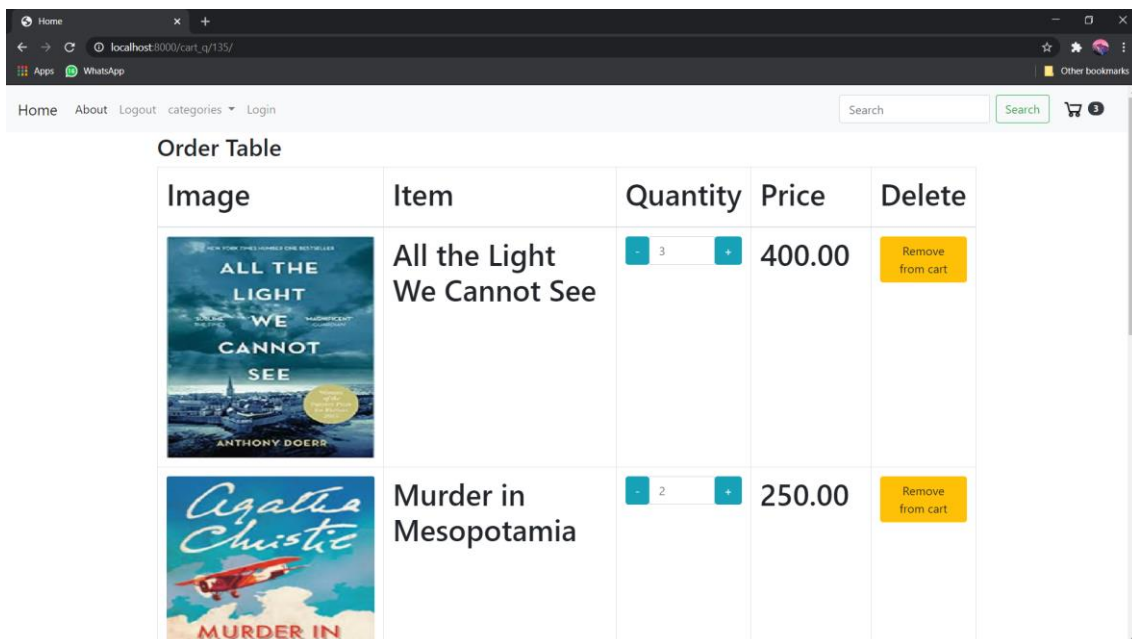 Home
localhost:8000/cart_q/135/
Apps WhatsApp Other bookmarks
Home About Logout categories Login Search Search 3
Order Table
Image Item Quantity Price Delete
NEW YORK TIMES NUMBER ONE BESTSELLER
ALL THE
LIGHT
WE
CANNOT
SEE
ANTHONY DOERR
All the Light
We Cannot See
- 3 +
400.00
Remove
from cart
Agatha
Christie
MURDER IN
Murder in
Mesopotamia
- 2 +
250.00
Remove
from cart